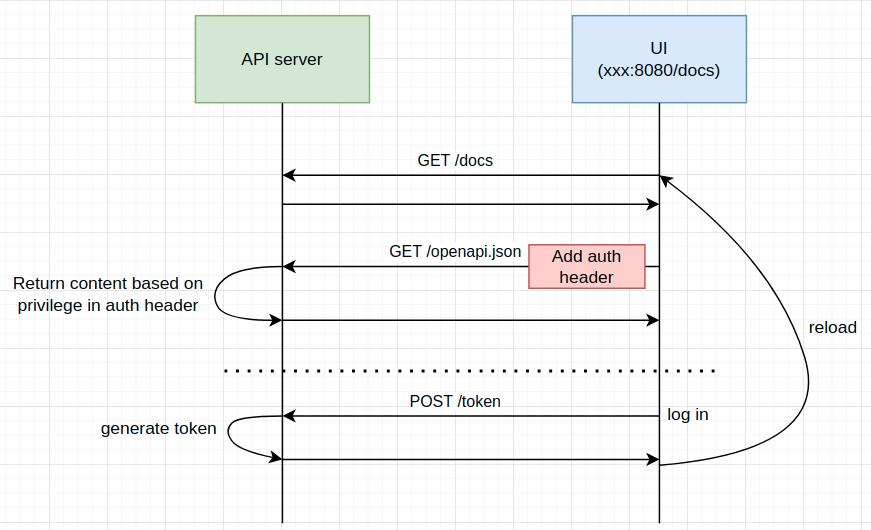 API server
UI
(xxx:8080/docs)
GET /docs
GET /openapi.json
Add auth
header
Return content based on
privilege in auth header
reload
POST /token
log in
generate token